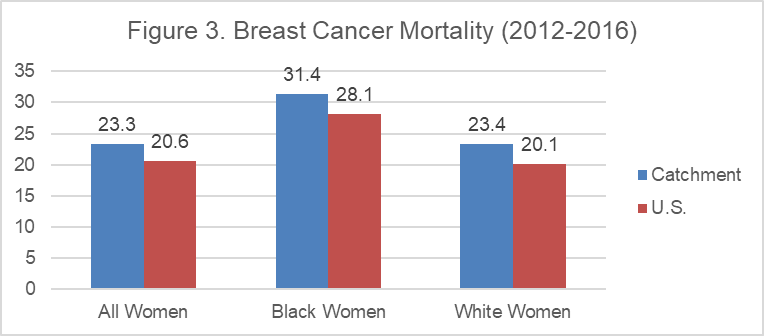 Figure 3. Breast Cancer Mortality (2012-2016)
35
30
25
20
15
10
5
0
23.3
20.6
31.4
28.1
23.4
20.1
All Women
Black Women
White Women
Catchment
U.S.